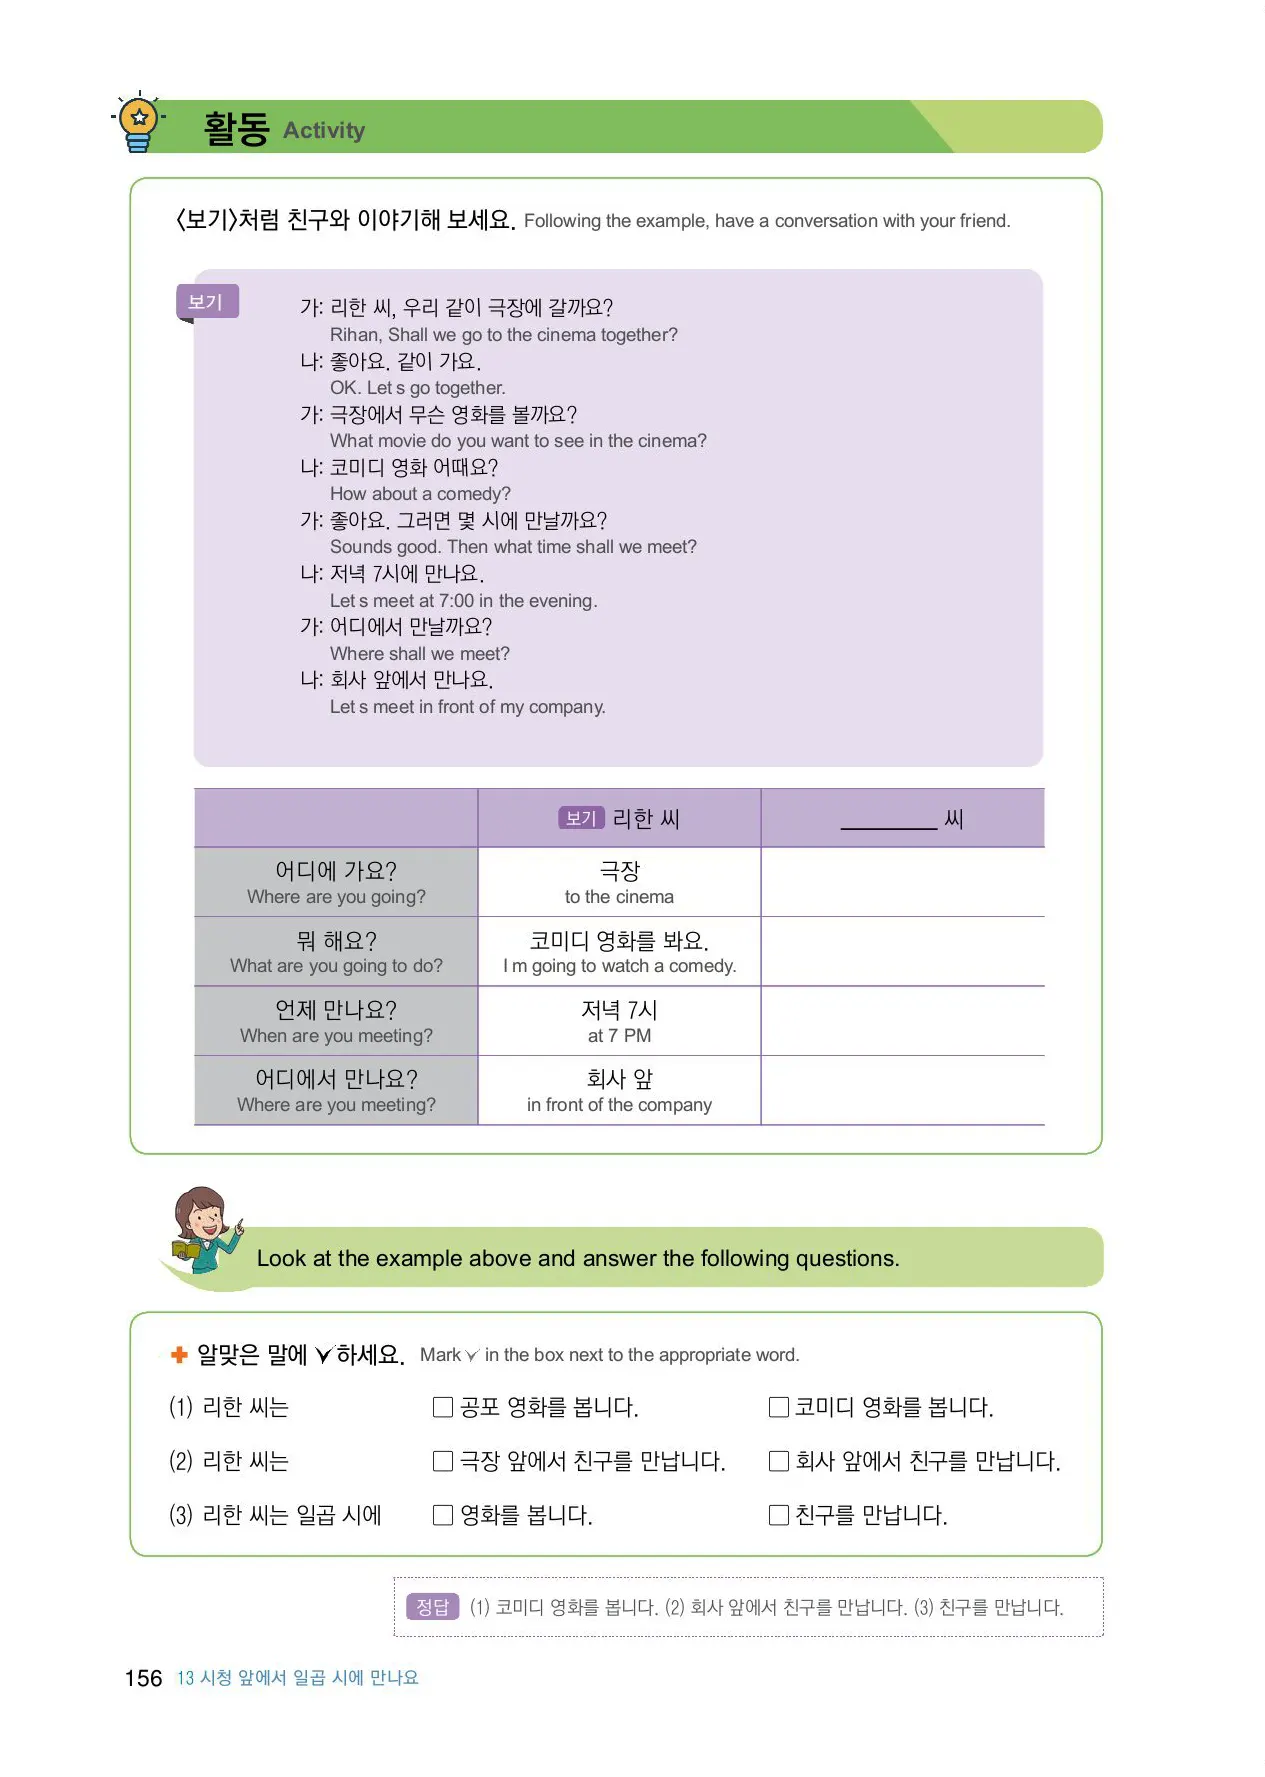 활동 Activity
<보기>처럼 친구와 이야기해 보세요. Following the example, have a conversation with your friend.
보기
가: 리한 씨, 우리 같이 극장에 갈까요?
Rihan, Shall we go to the cinema together?
나: 좋아요. 같이 가요.
OK. Let s go together.
가: 극장에서 무슨 영화를 볼까요?
What movie do you want to see in the cinema?
나: 코미디 영화 어때요?
How about a comedy?
가: 좋아요. 그러면 몇 시에 만날까요?
Sounds good. Then what time shall we meet?
나: 저녁 7시에 만나요.
Let s meet at 7:00 in the evening.
가: 어디에서 만날까요?
Where shall we meet?
나: 회사 앞에서 만나요.
Let s meet in front of my company.
보기 리한 씨 ________ 씨
어디에 가요? 극장
Where are you going? to the cinema
뭐 해요? 코미디 영화를 봐요.
What are you going to do? I m going to watch a comedy.
언제 만나요? 저녁 7시
When are you meeting? at 7 PM
어디에서 만나요? 회사 앞
Where are you meeting? in front of the company
Look at the example above and answer the following questions.
✚ 알맞은 말에 ✓하세요. Mark ✓ in the box next to the appropriate word.
(1) 리한 씨는 □ 공포 영화를 봅니다. □ 코미디 영화를 봅니다.
(2) 리한 씨는 □ 극장 앞에서 친구를 만납니다. □ 회사 앞에서 친구를 만납니다.
(3) 리한 씨는 일곱 시에 □ 영화를 봅니다. □ 친구를 만납니다.
정답 (1) 코미디 영화를 봅니다. (2) 회사 앞에서 친구를 만납니다. (3) 친구를 만납니다.
156 13 시청 앞에서 일곱 시에 만나요